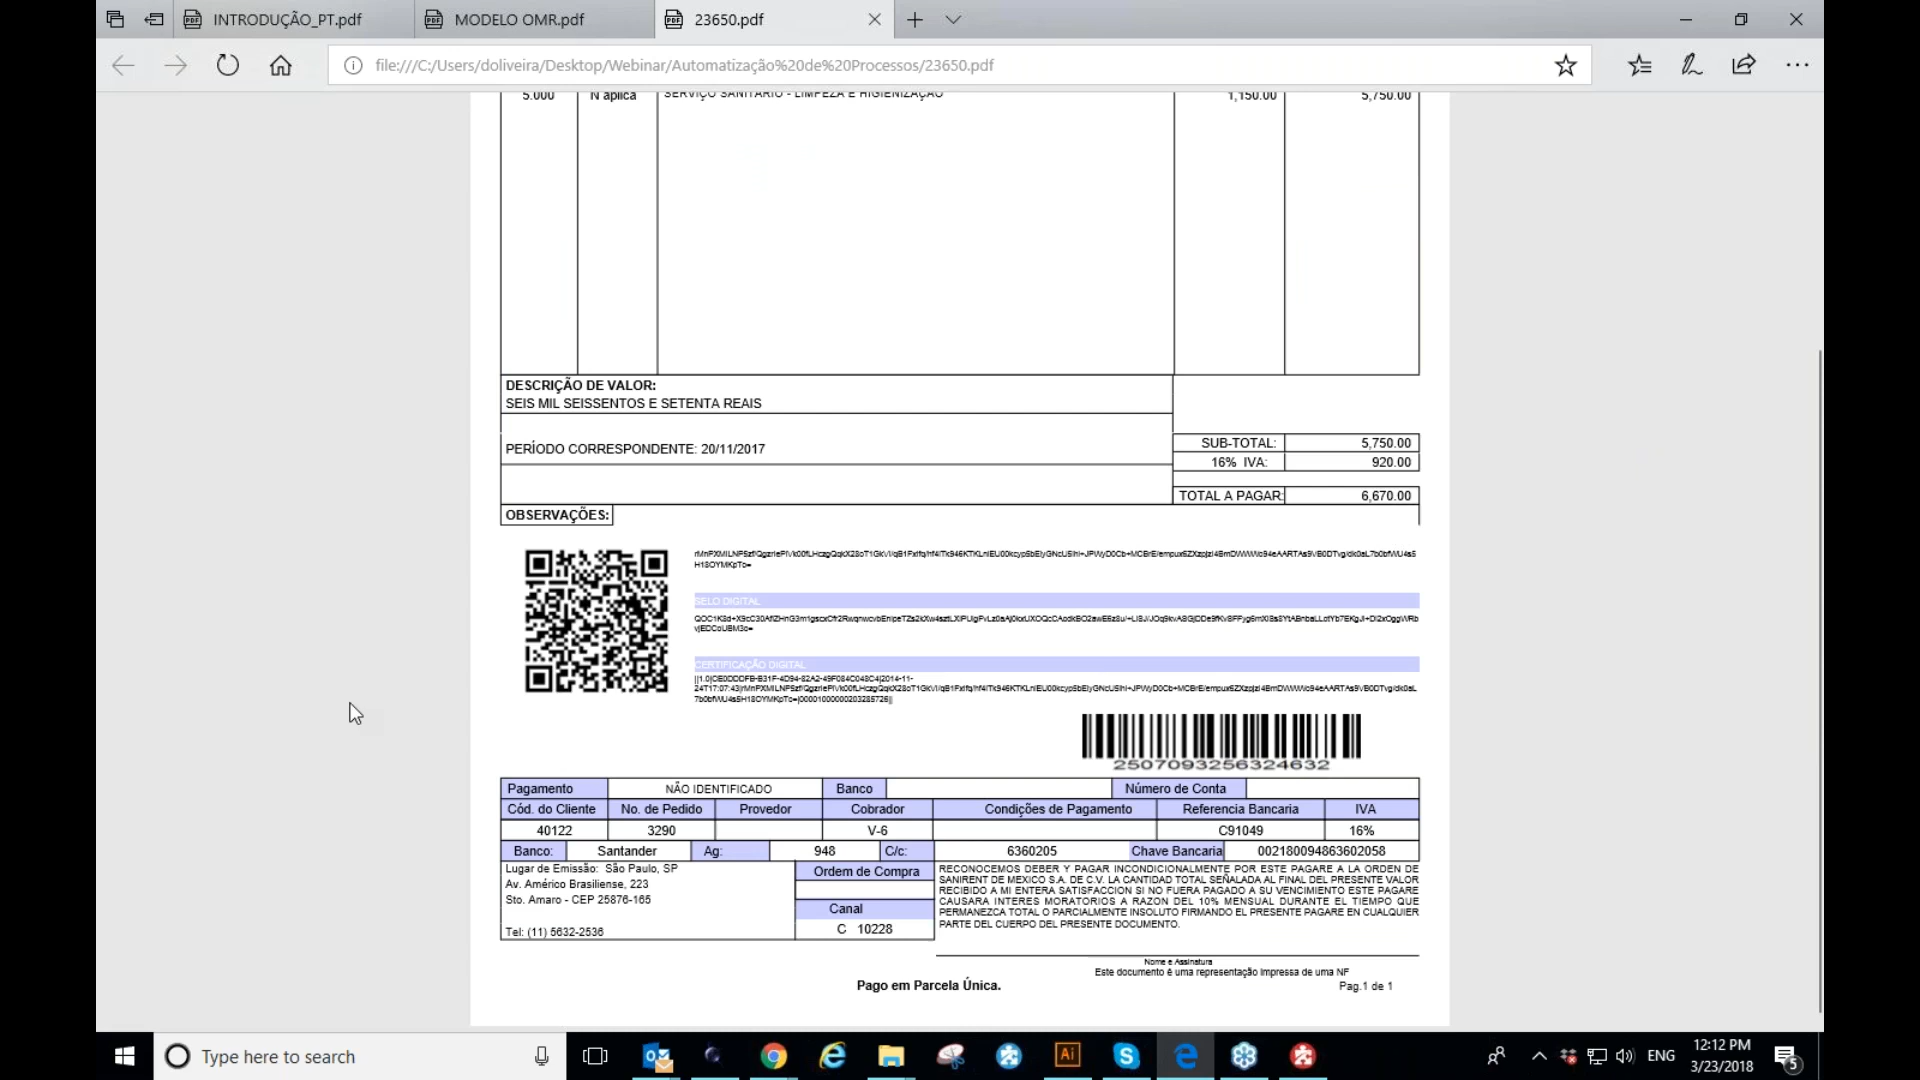 INTRODUÇÃO_PT.pdf
MODELO OMR.pdf
23650.pdf
file:///C:/Users/doliveira/Desktop/Webinar/Automatização%20de%20Processos/23650.pdf
5.000 N aplica SERVIÇO SANITÁRIO - LIMPEZA E HIGIENIZAÇÃO 1,150.00 5,750.00
DESCRIÇÃO DE VALOR:
SEIS MIL SEISSENTOS E SETENTA REAIS
PERÍODO CORRESPONDENTE: 20/11/2017
SUB-TOTAL: 5,750.00
16% IVA: 920.00
TOTAL A PAGAR: 6,670.00
OBSERVAÇÕES:
SELO DIGITAL
CERTIFICAÇÃO DIGITAL
2507093256324632
Pagamento NÃO IDENTIFICADO Banco Número de Conta
Cód. do Cliente No. de Pedido Provedor Cobrador Condições de Pagamento Referencia Bancaria IVA
40122 3290 V-6 C91049 16%
Banco: Santander Ag: 948 C/c: 6360205 Chave Bancaria 002180094863602058
Lugar de Emissão: São Paulo, SP
Av. Américo Brasiliense, 223
Sto. Amaro - CEP 25876-165
Tel: (11) 5632-2536
Ordem de Compra
Canal
C 10228
RECONOCEMOS DEBER Y PAGAR INCONDICIONALMENTE POR ESTE PAGARE A LA ORDEN DE
SANIRENT DE MEXICO S.A. DE C.V. LA CANTIDAD TOTAL SEÑALADA AL FINAL DEL PRESENTE VALOR
RECIBIDO A MI ENTERA SATISFACCION SI NO FUERA PAGADO A SU VENCIMIENTO ESTE PAGARE
CAUSARA INTERES MORATORIOS A RAZON DEL 10% MENSUAL DURANTE EL TIEMPO QUE
PERMANEZCA TOTAL O PARCIALMENTE INSOLUTO FIRMANDO EL PRESENTE PAGARE EN CUALQUIER
PARTE DEL CUERPO DEL PRESENTE DOCUMENTO.
Nome e Assinatura
Este documento é uma representação impressa de uma NF
Pago em Parcela Única.
Pag.1 de 1
Type here to search
ENG
12:12 PM
3/23/2018
5